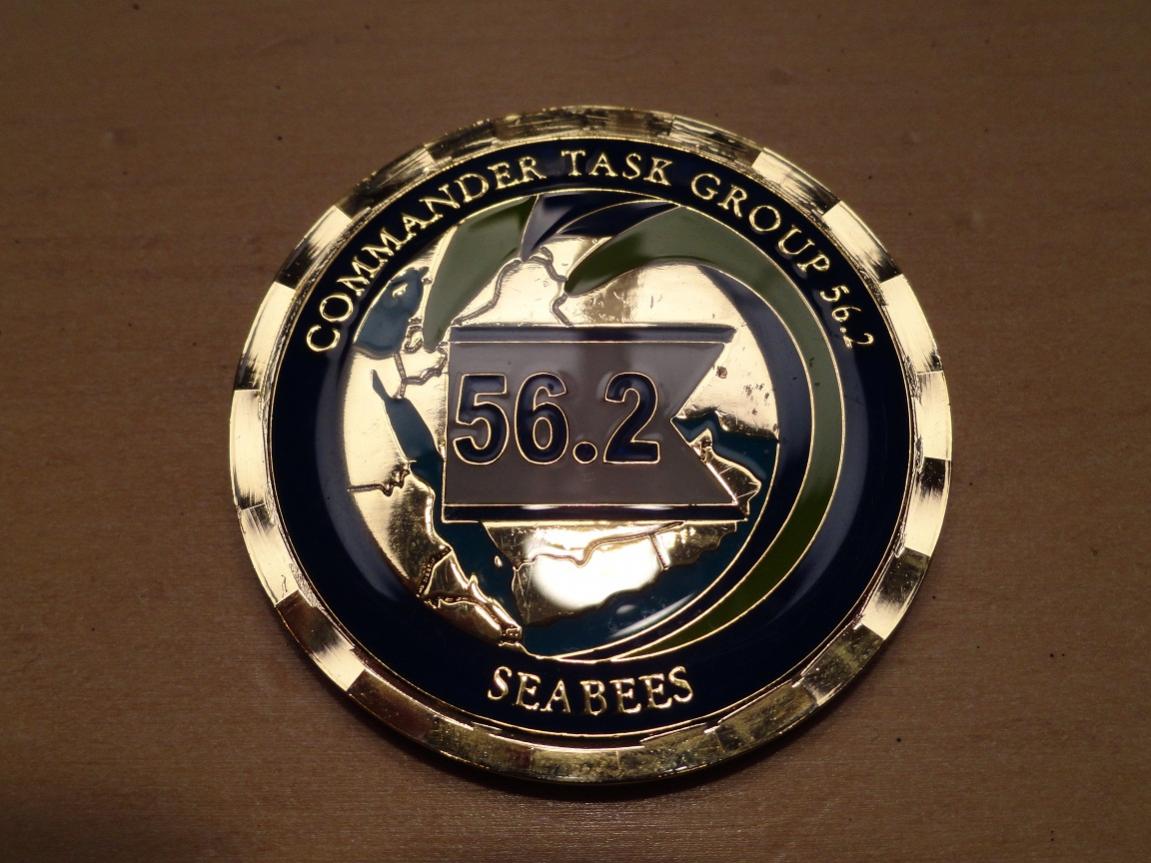 COMMANDER TASK GROUP 56.2
56.2
SEABEES